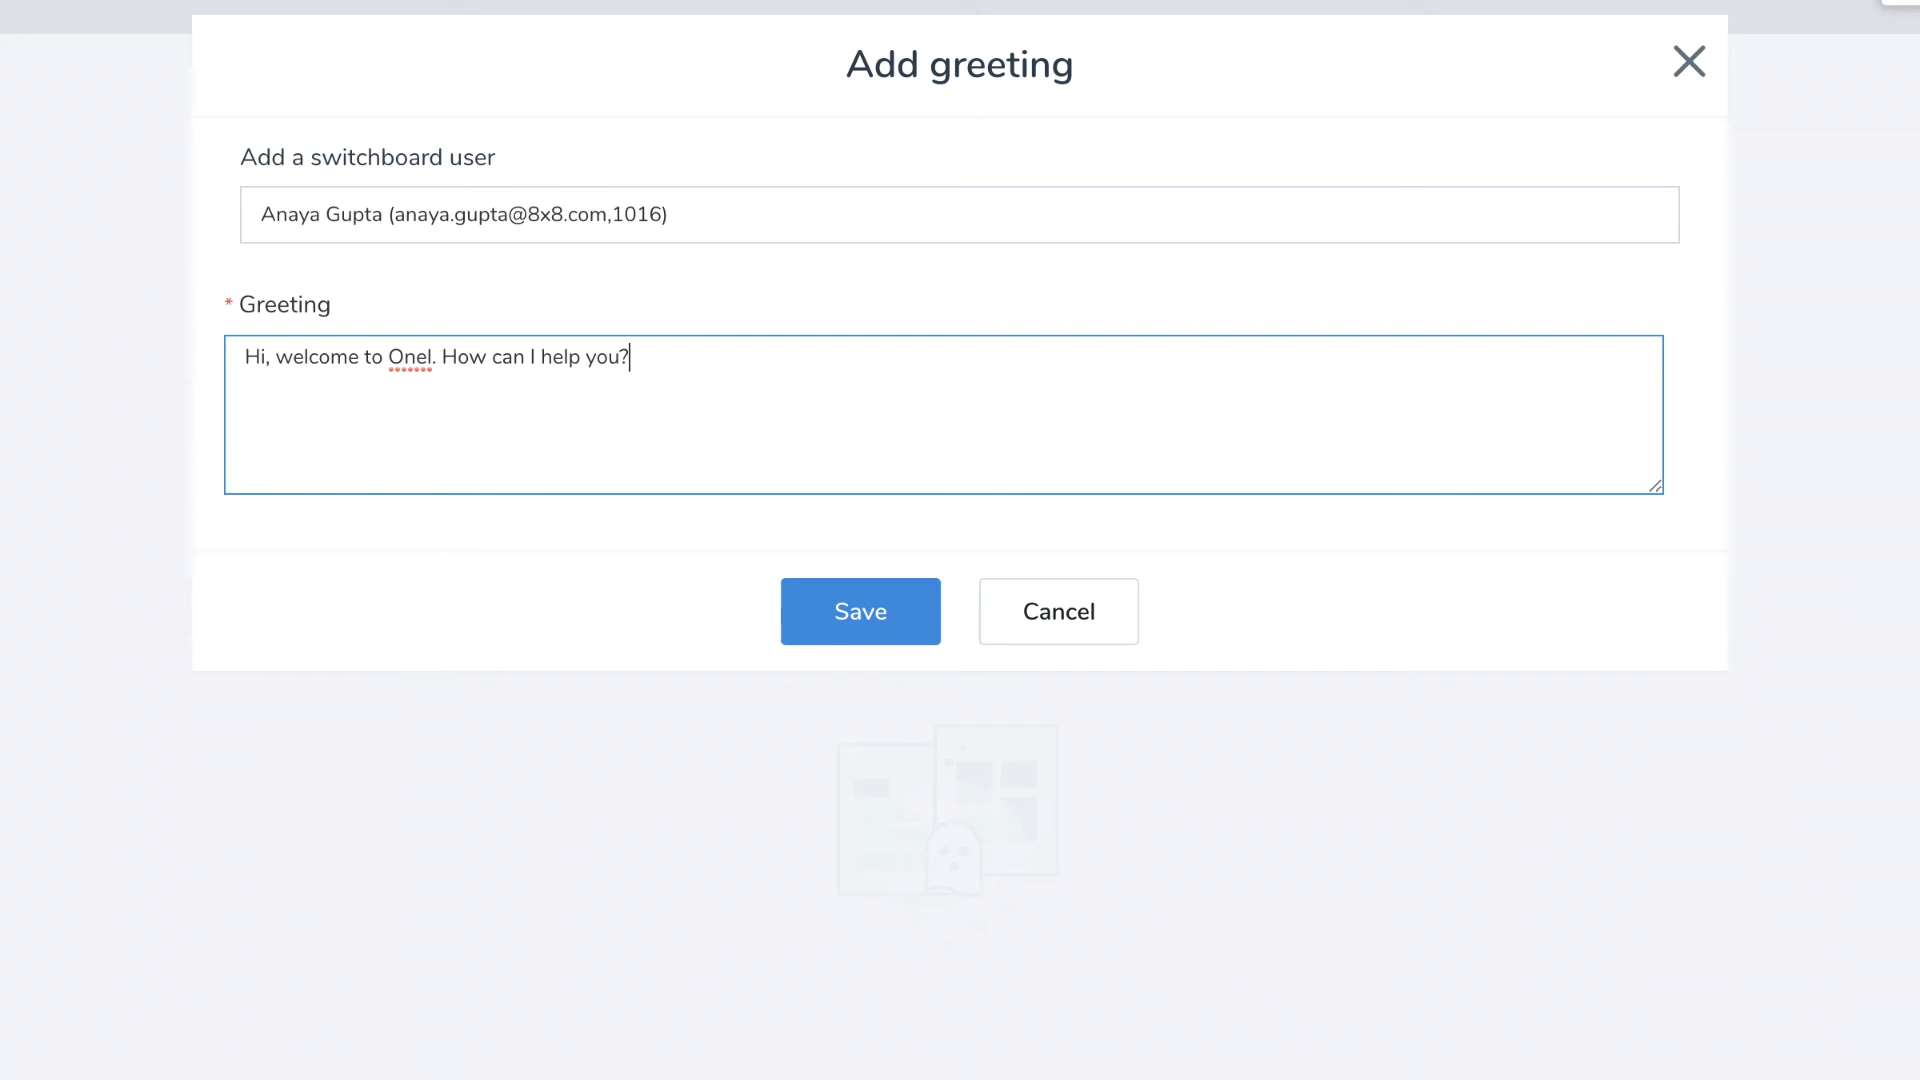 Add greeting
Add a switchboard user
Anaya Gupta (anaya.gupta@8x8.com,1016)
* Greeting
Hi, welcome to Onel. How can I help you?
Save
Cancel